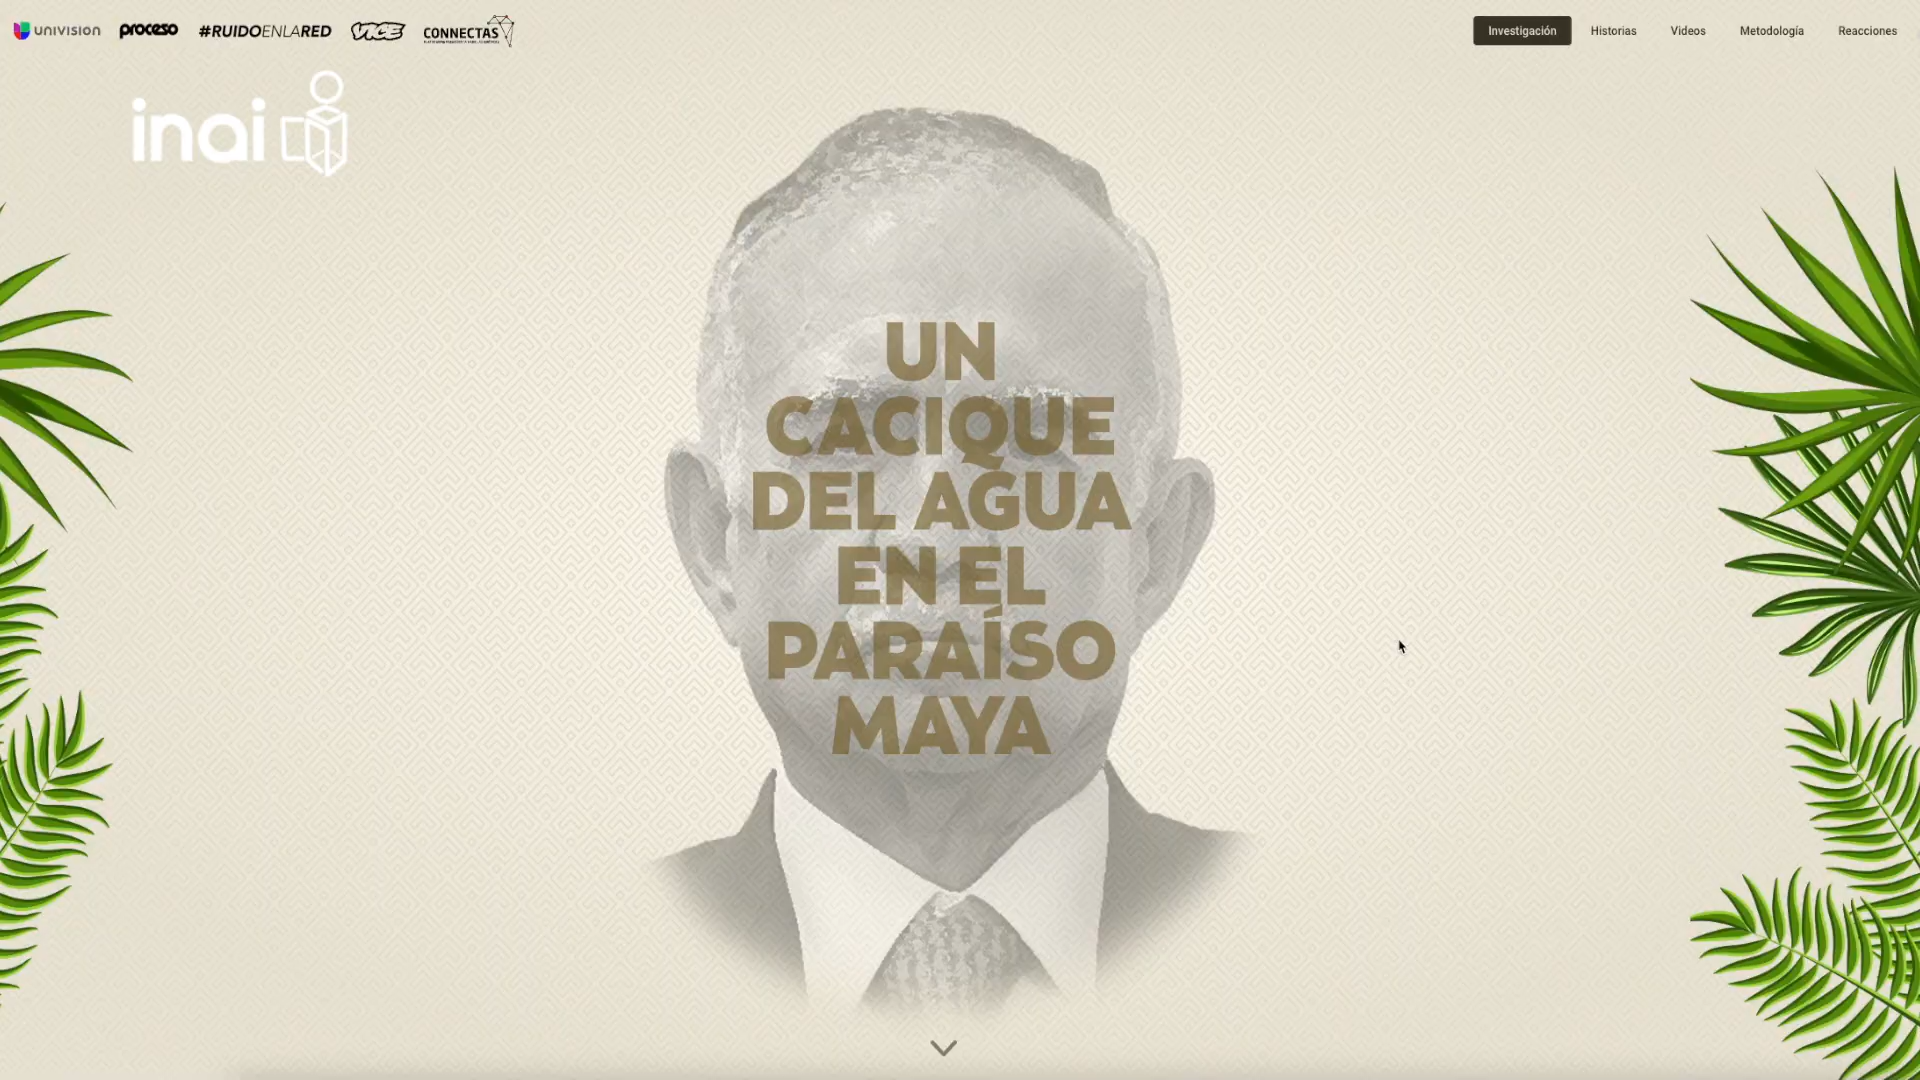 univision
proceso
#RUIDOENLARED
VICE
CONNECTAS
Investigación
Historias
Videos
Metodología
Reacciones
inai
UN
CACIQUE
DEL AGUA
EN EL
PARAÍSO
MAYA